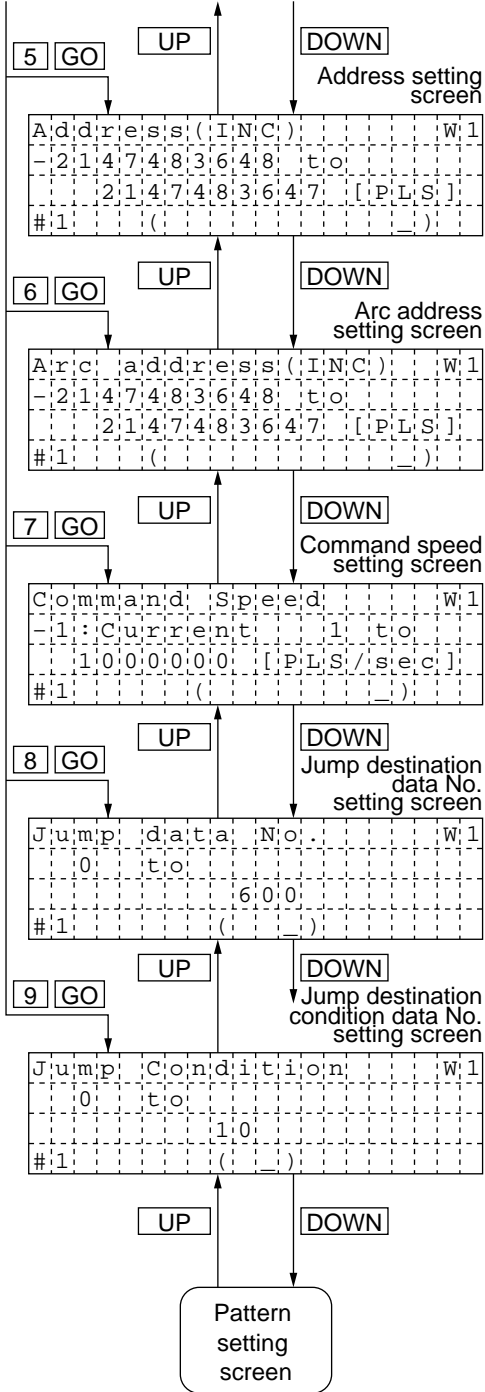 UP DOWN
5 GO
Address setting
screen
Address(INC) W1
-2147483648 to
2147483647 [PLS]
#1 ( _)
UP DOWN
6 GO
Arc address
setting screen
Arc address(INC) W1
-2147483648 to
2147483647 [PLS]
#1 ( _)
UP DOWN
7 GO
Command speed
setting screen
Command Speed W1
-1:Current 1 to
1000000 [PLS/sec]
#1 ( _)
UP DOWN
8 GO
Jump destination
data No.
setting screen
Jump data No. W1
0 to
600
#1 ( _)
UP DOWN
9 GO
Jump destination
condition data No.
setting screen
Jump Condition W1
0 to
10
#1 ( _)
UP DOWN
Pattern
setting
screen